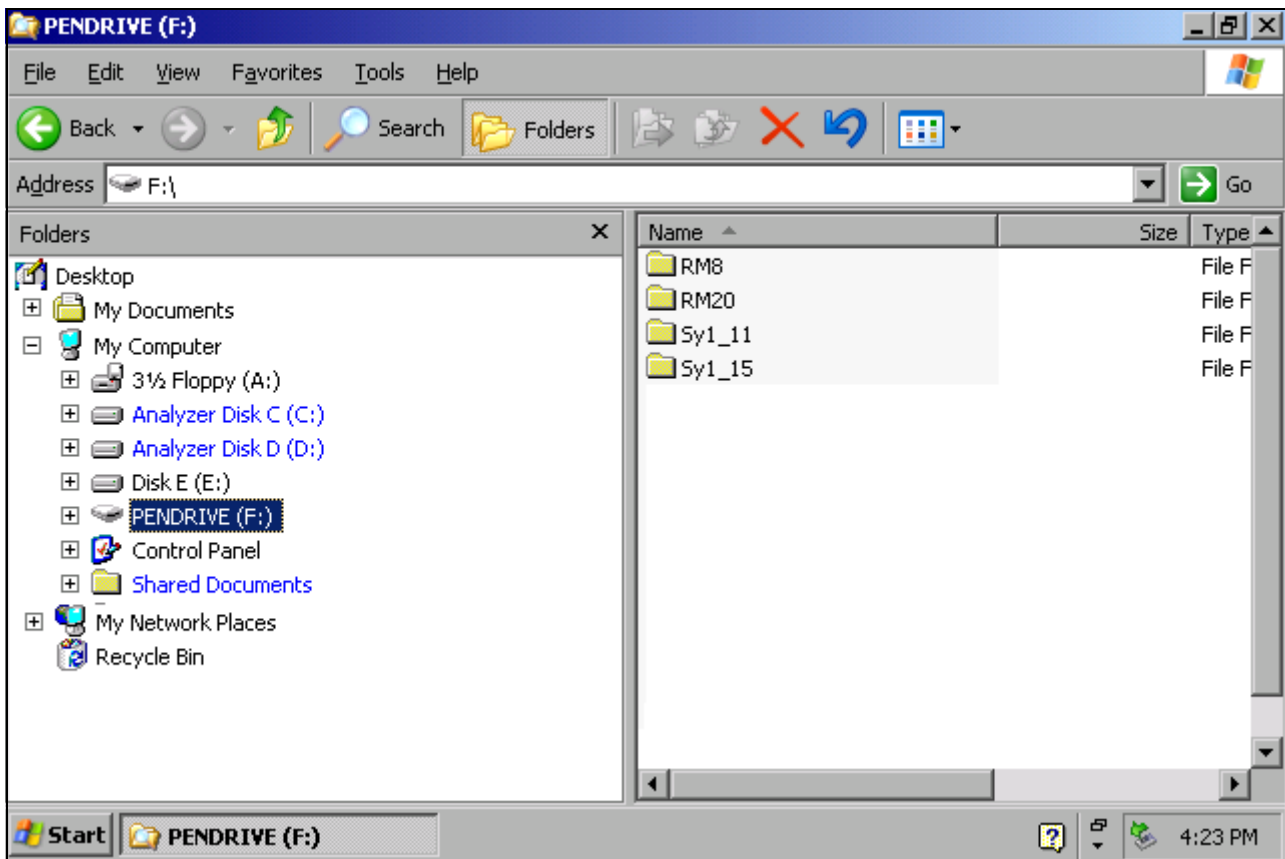 PENDRIVE (F:)
File Edit View Favorites Tools Help
Back Search Folders
Address F:\ Go
Folders
Name Size Type
Desktop
My Documents
My Computer
3½ Floppy (A:)
Analyzer Disk C (C:)
Analyzer Disk D (D:)
Disk E (E:)
PENDRIVE (F:)
Control Panel
Shared Documents
My Network Places
Recycle Bin
RM8 File F
RM20 File F
Sy1_11 File F
Sy1_15 File F
Start PENDRIVE (F:) 4:23 PM